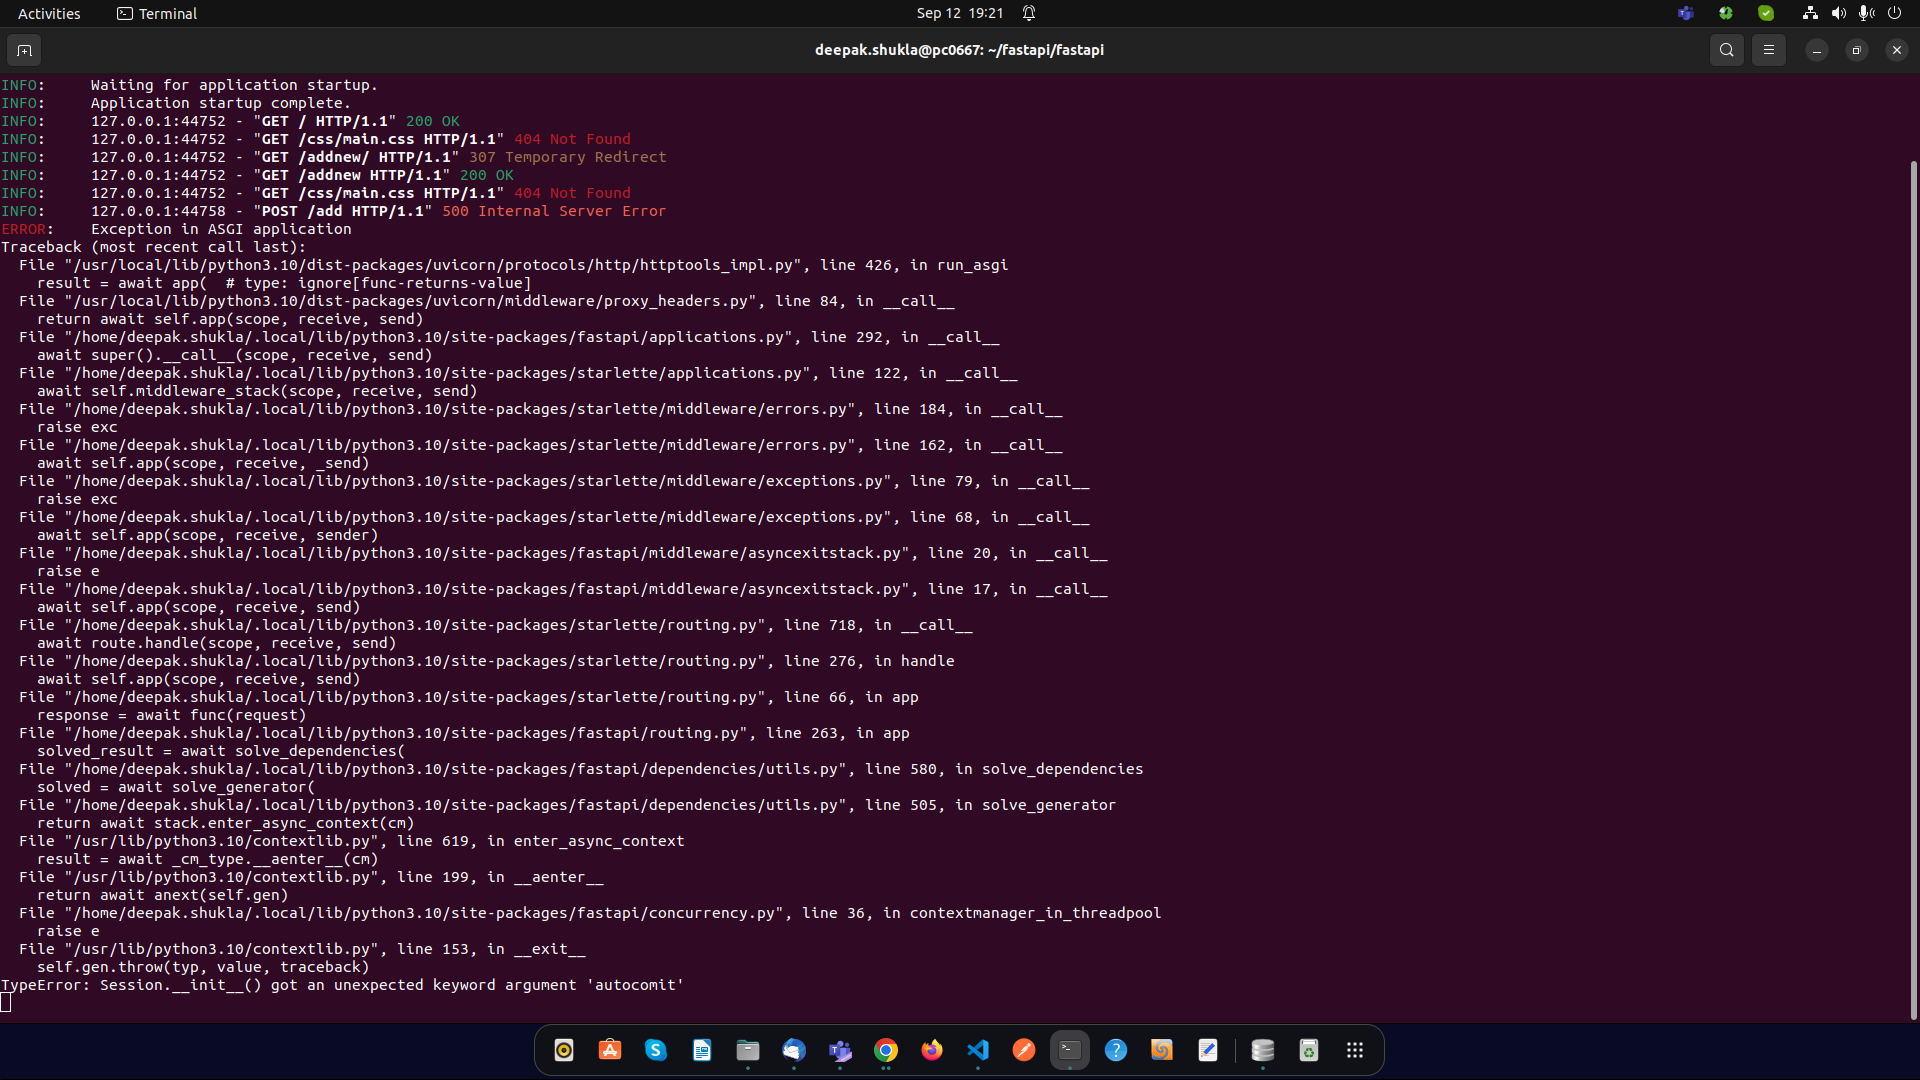 Activities
Terminal
Sep 12 19:21
deepak.shukla@pc0667: ~/fastapi/fastapi
INFO:     Waiting for application startup.
INFO:     Application startup complete.
INFO:     127.0.0.1:44752 - "GET / HTTP/1.1" 200 OK
INFO:     127.0.0.1:44752 - "GET /css/main.css HTTP/1.1" 404 Not Found
INFO:     127.0.0.1:44752 - "GET /addnew/ HTTP/1.1" 307 Temporary Redirect
INFO:     127.0.0.1:44752 - "GET /addnew HTTP/1.1" 200 OK
INFO:     127.0.0.1:44752 - "GET /css/main.css HTTP/1.1" 404 Not Found
INFO:     127.0.0.1:44758 - "POST /add HTTP/1.1" 500 Internal Server Error
ERROR:    Exception in ASGI application
Traceback (most recent call last):
  File "/usr/local/lib/python3.10/dist-packages/uvicorn/protocols/http/httptools_impl.py", line 426, in run_asgi
    result = await app(  # type: ignore[func-returns-value]
  File "/usr/local/lib/python3.10/dist-packages/uvicorn/middleware/proxy_headers.py", line 84, in __call__
    return await self.app(scope, receive, send)
  File "/home/deepak.shukla/.local/lib/python3.10/site-packages/fastapi/applications.py", line 292, in __call__
    await super().__call__(scope, receive, send)
  File "/home/deepak.shukla/.local/lib/python3.10/site-packages/starlette/applications.py", line 122, in __call__
    await self.middleware_stack(scope, receive, send)
  File "/home/deepak.shukla/.local/lib/python3.10/site-packages/starlette/middleware/errors.py", line 184, in __call__
    raise exc
  File "/home/deepak.shukla/.local/lib/python3.10/site-packages/starlette/middleware/errors.py", line 162, in __call__
    await self.app(scope, receive, _send)
  File "/home/deepak.shukla/.local/lib/python3.10/site-packages/starlette/middleware/exceptions.py", line 79, in __call__
    raise exc
  File "/home/deepak.shukla/.local/lib/python3.10/site-packages/starlette/middleware/exceptions.py", line 68, in __call__
    await self.app(scope, receive, sender)
  File "/home/deepak.shukla/.local/lib/python3.10/site-packages/fastapi/middleware/asyncexitstack.py", line 20, in __call__
    raise e
  File "/home/deepak.shukla/.local/lib/python3.10/site-packages/fastapi/middleware/asyncexitstack.py", line 17, in __call__
    await self.app(scope, receive, send)
  File "/home/deepak.shukla/.local/lib/python3.10/site-packages/starlette/routing.py", line 718, in __call__
    await route.handle(scope, receive, send)
  File "/home/deepak.shukla/.local/lib/python3.10/site-packages/starlette/routing.py", line 276, in handle
    await self.app(scope, receive, send)
  File "/home/deepak.shukla/.local/lib/python3.10/site-packages/starlette/routing.py", line 66, in app
    response = await func(request)
  File "/home/deepak.shukla/.local/lib/python3.10/site-packages/fastapi/routing.py", line 263, in app
    solved_result = await solve_dependencies(
  File "/home/deepak.shukla/.local/lib/python3.10/site-packages/fastapi/dependencies/utils.py", line 580, in solve_dependencies
    solved = await solve_generator(
  File "/home/deepak.shukla/.local/lib/python3.10/site-packages/fastapi/dependencies/utils.py", line 505, in solve_generator
    return await stack.enter_async_context(cm)
  File "/usr/lib/python3.10/contextlib.py", line 619, in enter_async_context
    result = await _cm_type.__aenter__(cm)
  File "/usr/lib/python3.10/contextlib.py", line 199, in __aenter__
    return await anext(self.gen)
  File "/home/deepak.shukla/.local/lib/python3.10/site-packages/fastapi/concurrency.py", line 36, in contextmanager_in_threadpool
    raise e
  File "/usr/lib/python3.10/contextlib.py", line 153, in __exit__
    self.gen.throw(typ, value, traceback)
TypeError: Session.__init__() got an unexpected keyword argument 'autocomit'